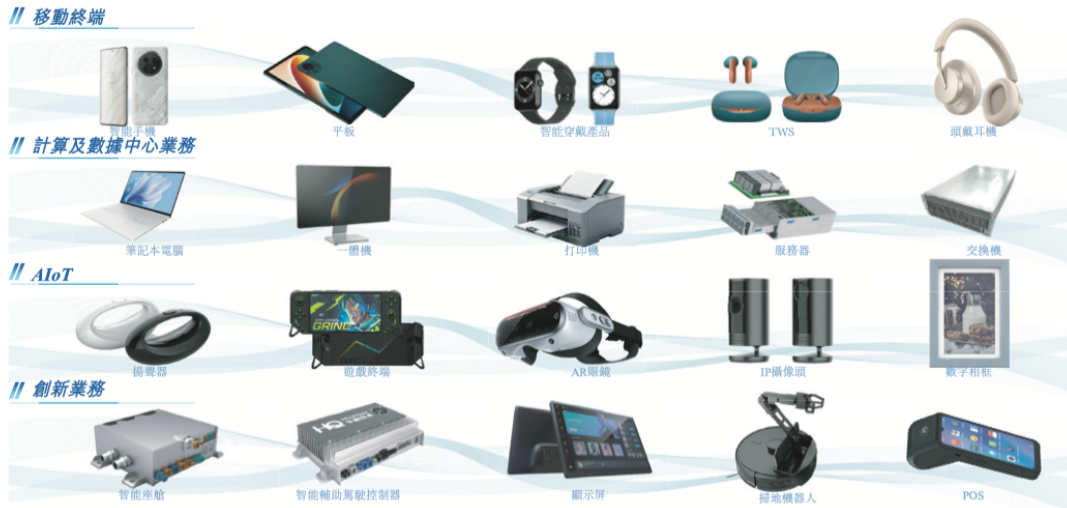 移動終端
智能手機
平板
智能穿戴產品
TWS
頭戴耳機
計算及數據中心業務
筆記本電腦
一體機
打印機
服務器
交換機
AIoT
揚聲器
遊戲終端
GRIND
AR眼鏡
IP攝像頭
數字相框
創新業務
HQ
智能座艙
智能輔助駕駛控制器
顯示屏
掃地機器人
POS